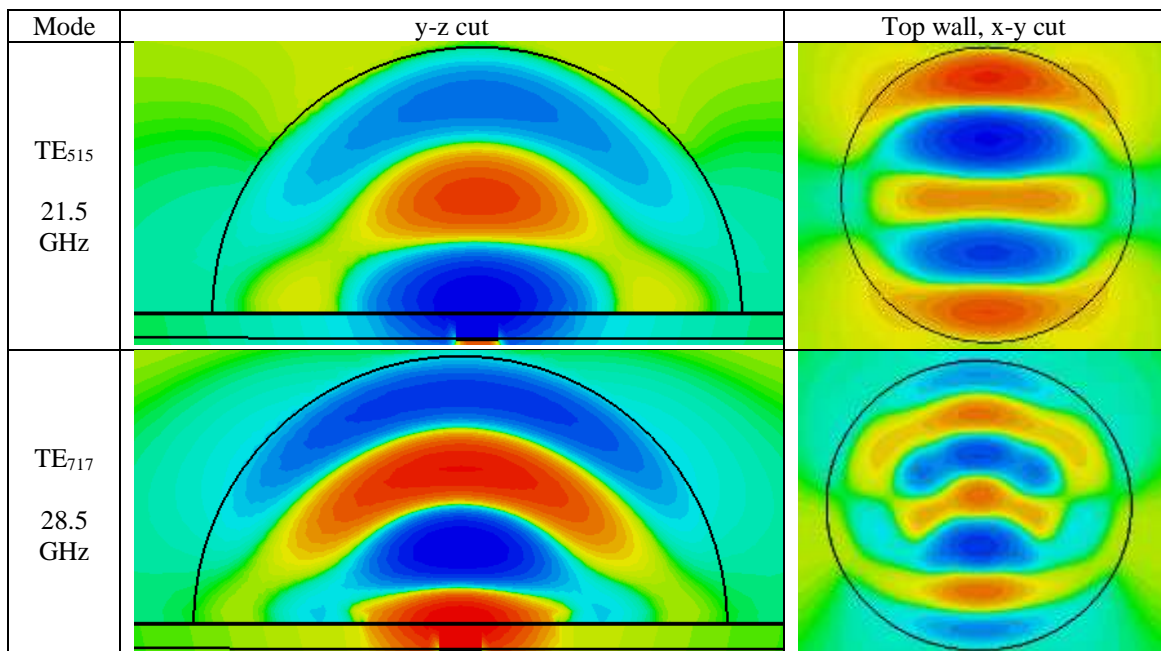 Mode y-z cut Top wall, x-y cut
TE₅₁₅
21.5
GHz
TE₇₁₇
28.5
GHz